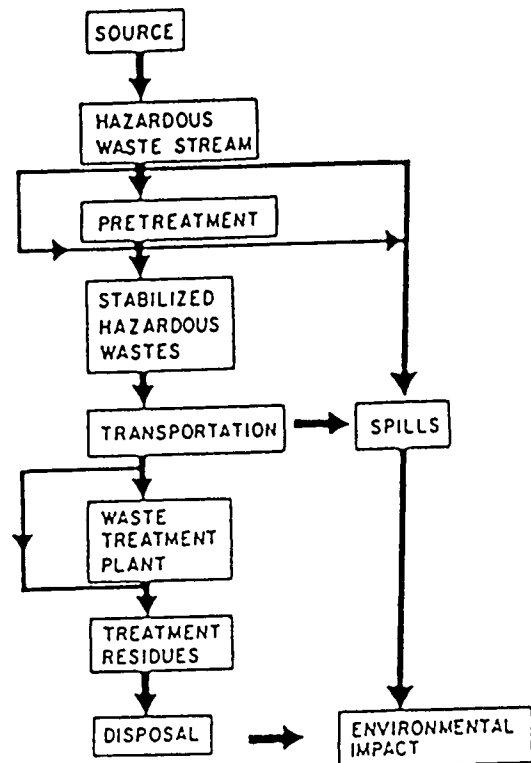 SOURCE
HAZARDOUS
WASTE STREAM
PRETREATMENT
STABILIZED
HAZARDOUS
WASTES
TRANSPORTATION
SPILLS
WASTE
TREATMENT
PLANT
TREATMENT
RESIDUES
DISPOSAL
ENVIRONMENTAL
IMPACT